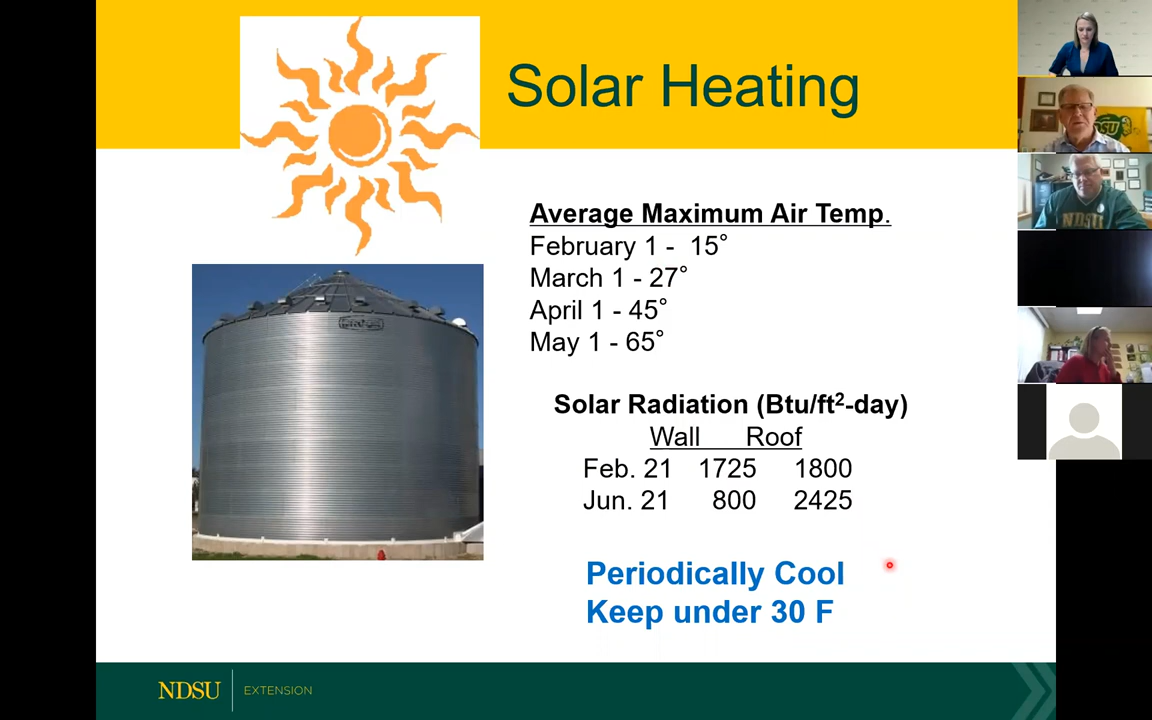 Solar Heating
Average Maximum Air Temp.
February 1 - 15°
March 1 - 27°
April 1 - 45°
May 1 - 65°
Solar Radiation (Btu/ft²-day)
Wall Roof
Feb. 21 1725 1800
Jun. 21 800 2425
Periodically Cool
Keep under 30 F
NDSU EXTENSION
NDSU